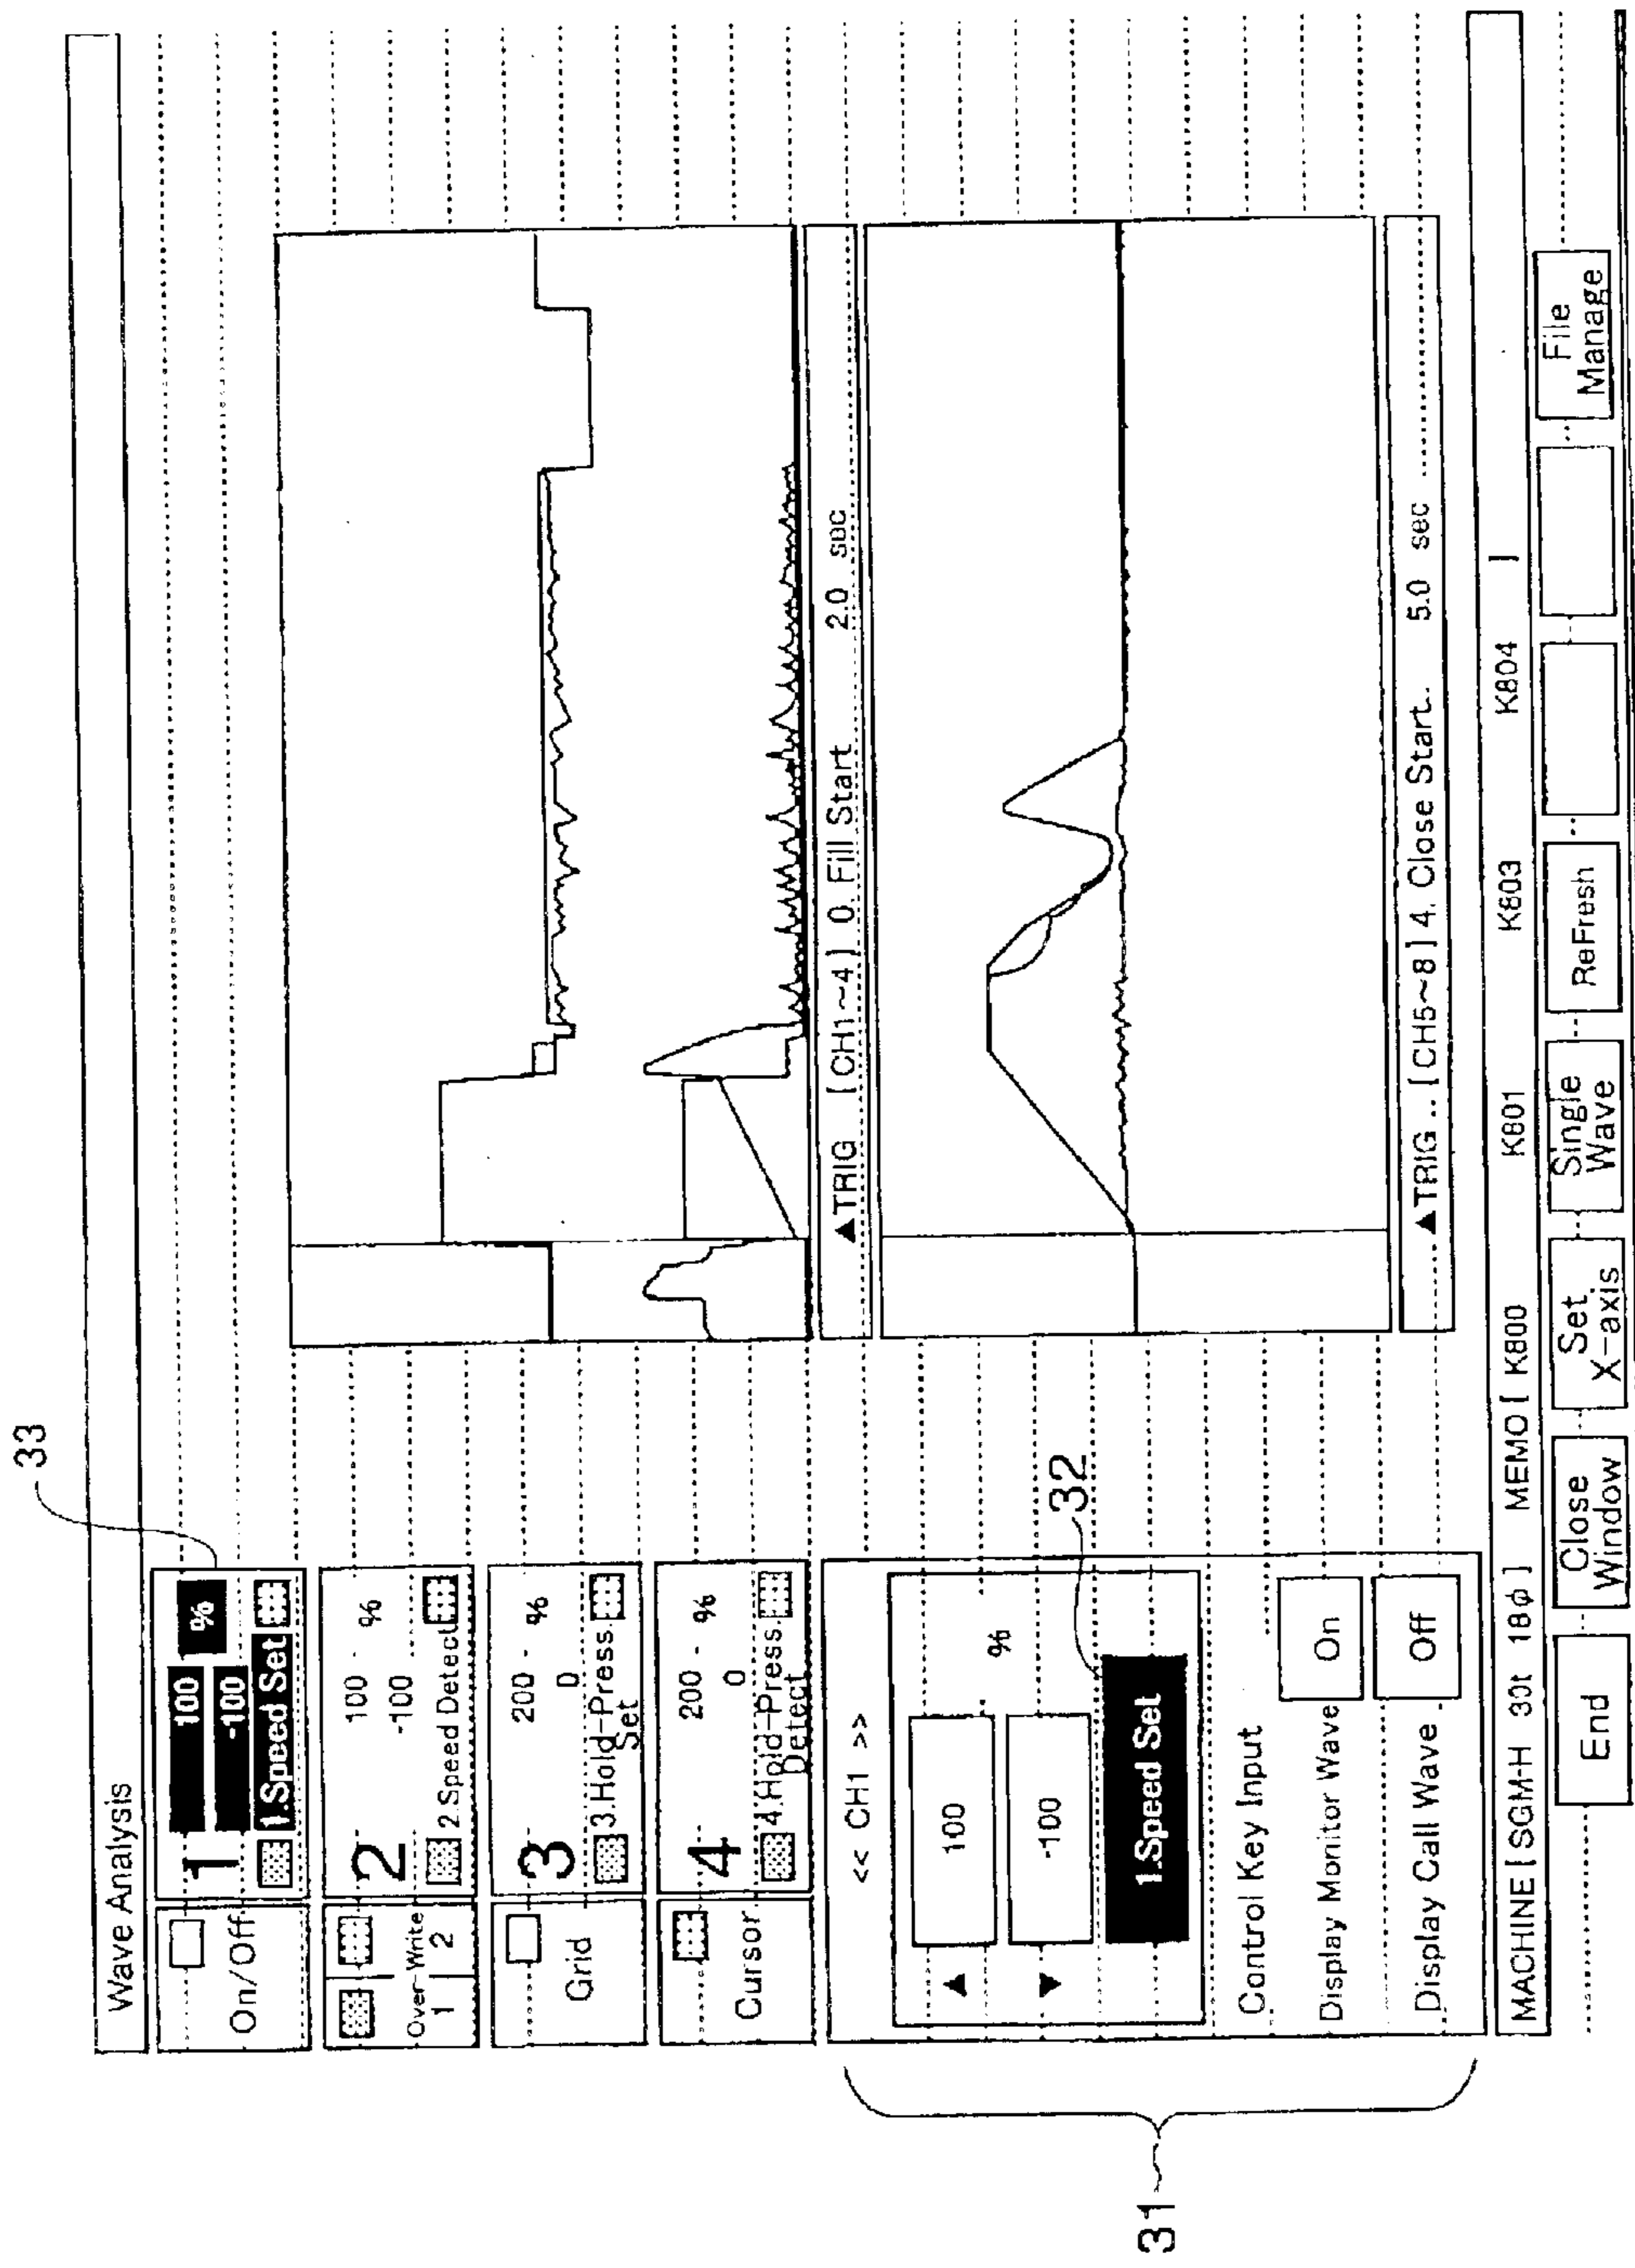 33
Wave Analysis
On/Off
1
100
-100
%
1.Speed Set
Over-Write
1 2
2
100
-100
%
2.Speed Detect
Grid
3
200
0
%
3.Hold-Press
Set
Cursor
4
200
0
%
4.Hold-Press
Detect
▲TRIG [CH1~4] 0. Fill Start 2.0 sec
▲TRIG [CH5~8] 4. Close Start 5.0 sec
<< CH1 >>
▲ 100
▼ -100
%
32
1.Speed Set
Control Key Input
Display Monitor Wave On
Display Call Wave Off
31
MACHINE [ SGM-H 30t 18φ ] MEMO [ K800 K801 K803 K804 ]
End
Close
Window
Set
X-axis
Single
Wave
ReFresh
File
Manage